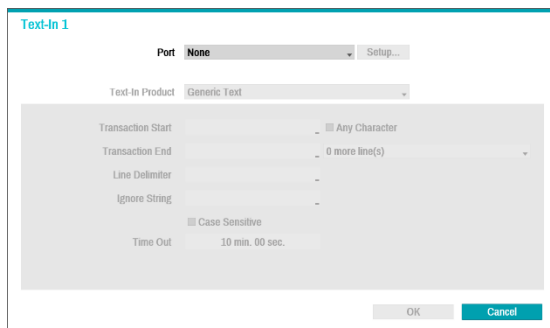 Text-In 1
Port None Setup...
Text-In Product Generic Text
Transaction Start Any Character
Transaction End 0 more line(s)
Line Delimiter
Ignore String
Case Sensitive
Time Out 10 min. 00 sec.
OK Cancel